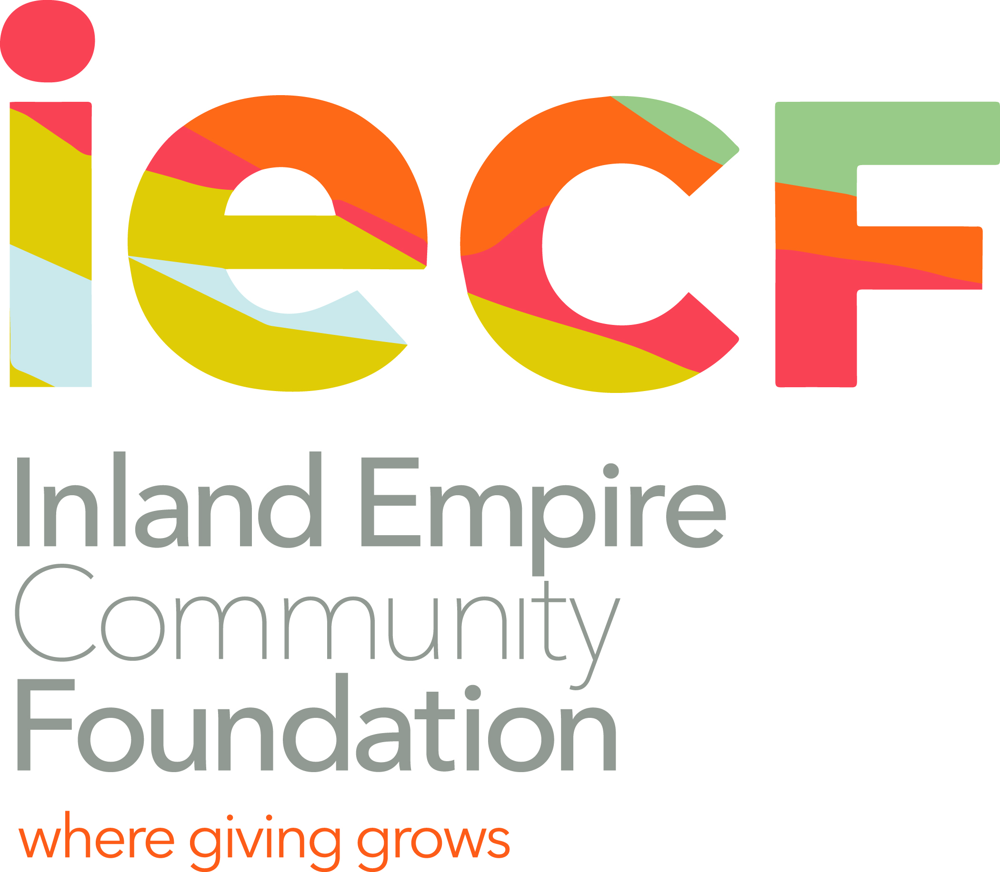 ieCF
Inland Empire
Community
Foundation
where giving grows